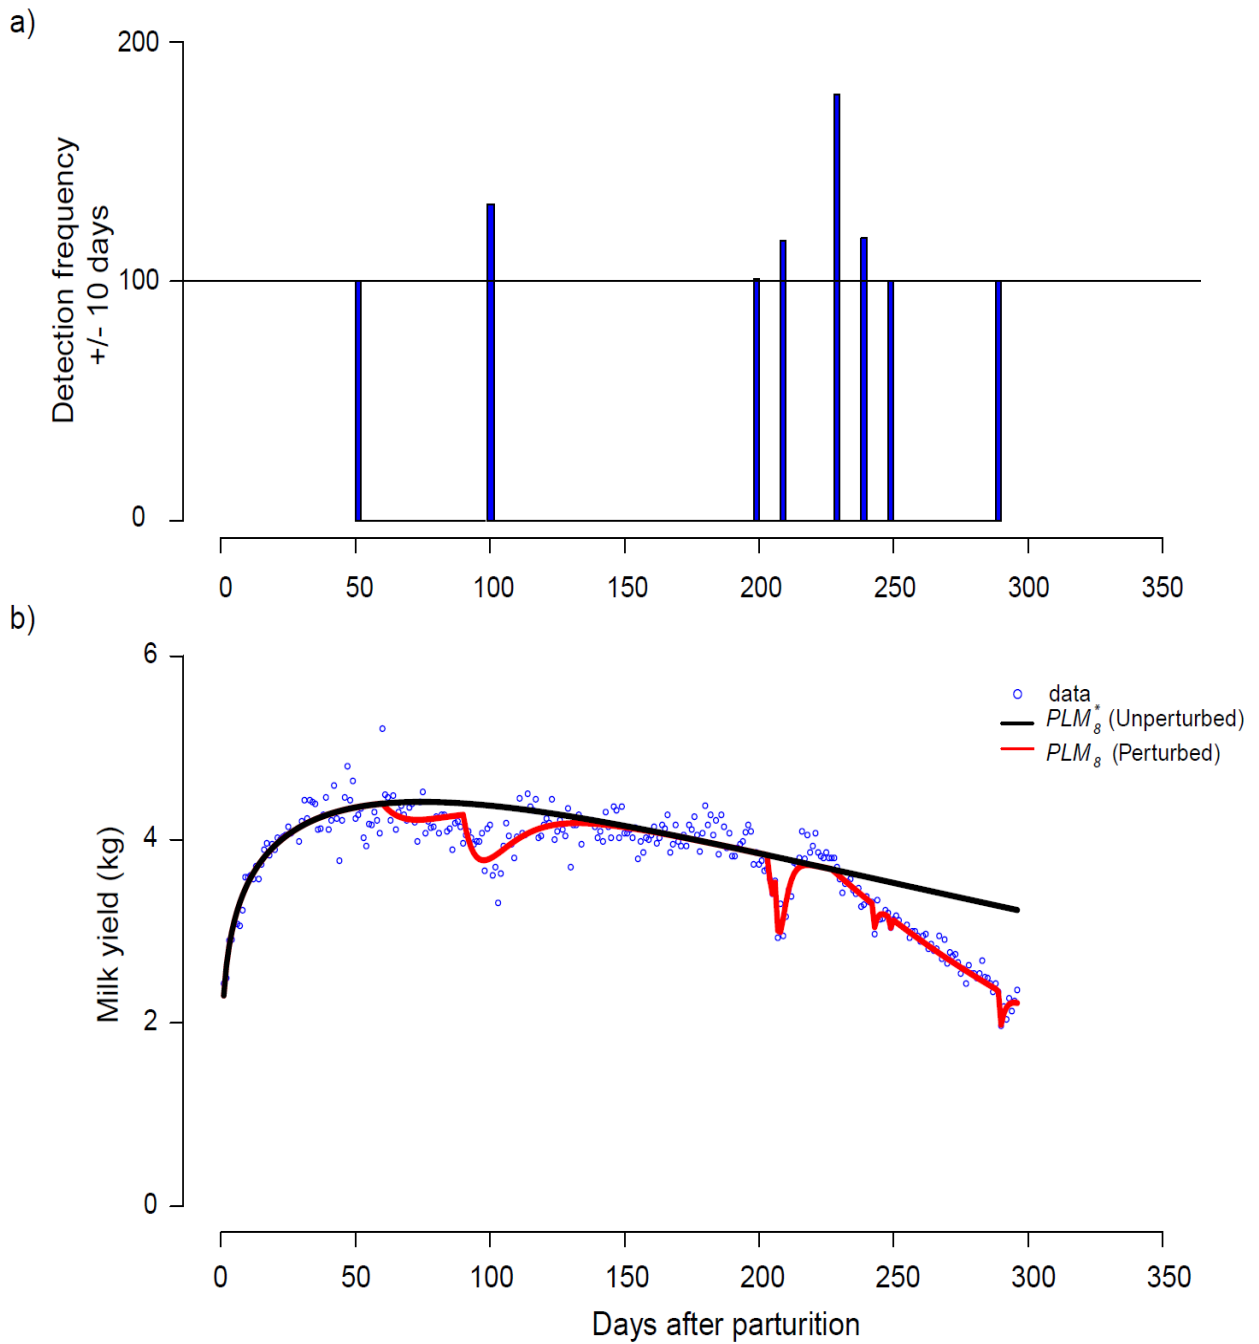 a)
200
100
0
Detection frequency
+/- 10 days
0 50 100 150 200 250 300 350
b)
6
4
2
0
Milk yield (kg)
data
PLM*8 (Unperturbed)
PLM8 (Perturbed)
0 50 100 150 200 250 300 350
Days after parturition